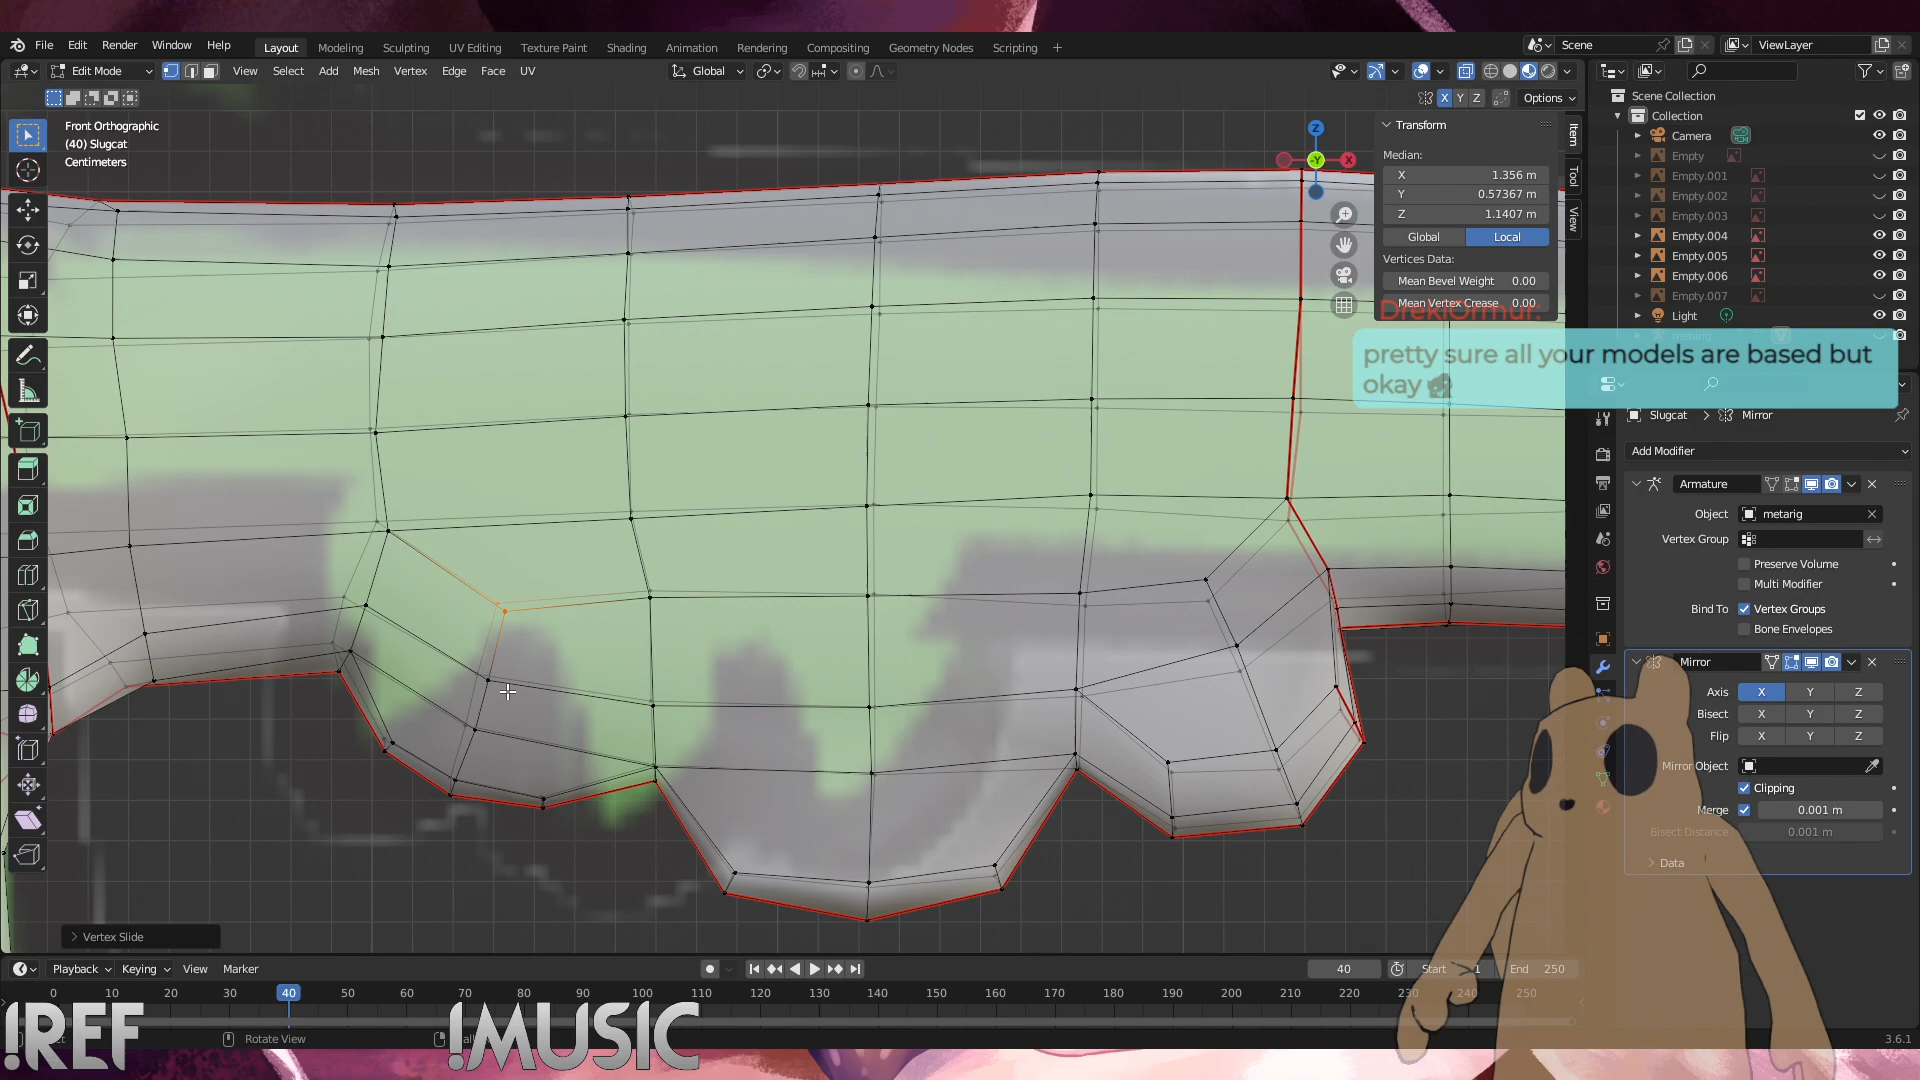 File Edit Render Window Help Layout Modeling Sculpting UV Editing Texture Paint Shading Animation Rendering Compositing Geometry Nodes Scripting + Scene ViewLayer
Edit Mode View Select Add Mesh Vertex Edge Face UV Global
X Y Z Options
Front Orthographic
(40) Slugcat
Centimeters
Z
X
-Y
Transform
Median:
X 1.356 m
Y 0.57367 m
Z 1.1407 m
Global Local
Vertices Data:
Mean Bevel Weight 0.00
Mean Vertex Crease 0.00
Item
Tool
View
Scene Collection
Collection
Camera
Empty
Empty.001
Empty.002
Empty.003
Empty.004
Empty.005
Empty.006
Empty.007
Light
metarig
DrekiOrmur:
pretty sure all your models are based but
okay
Slugcat > Mirror
Add Modifier
Armature
Object metarig
Vertex Group
Preserve Volume
Multi Modifier
Bind To Vertex Groups
Bone Envelopes
Mirror
Axis X Y Z
Bisect X Y Z
Flip X Y Z
Mirror Object
Clipping
Merge 0.001 m
Bisect Distance 0.001 m
Data
Vertex Slide
Playback Keying View Marker
40 Start 1 End 250
0 10 20 30 40 50 60 70 80 90 100 110 120 130 140 150 160 170 180 190 200 210 220 230 240 250
Rotate View
3.6.1
!REF
!MUSIC